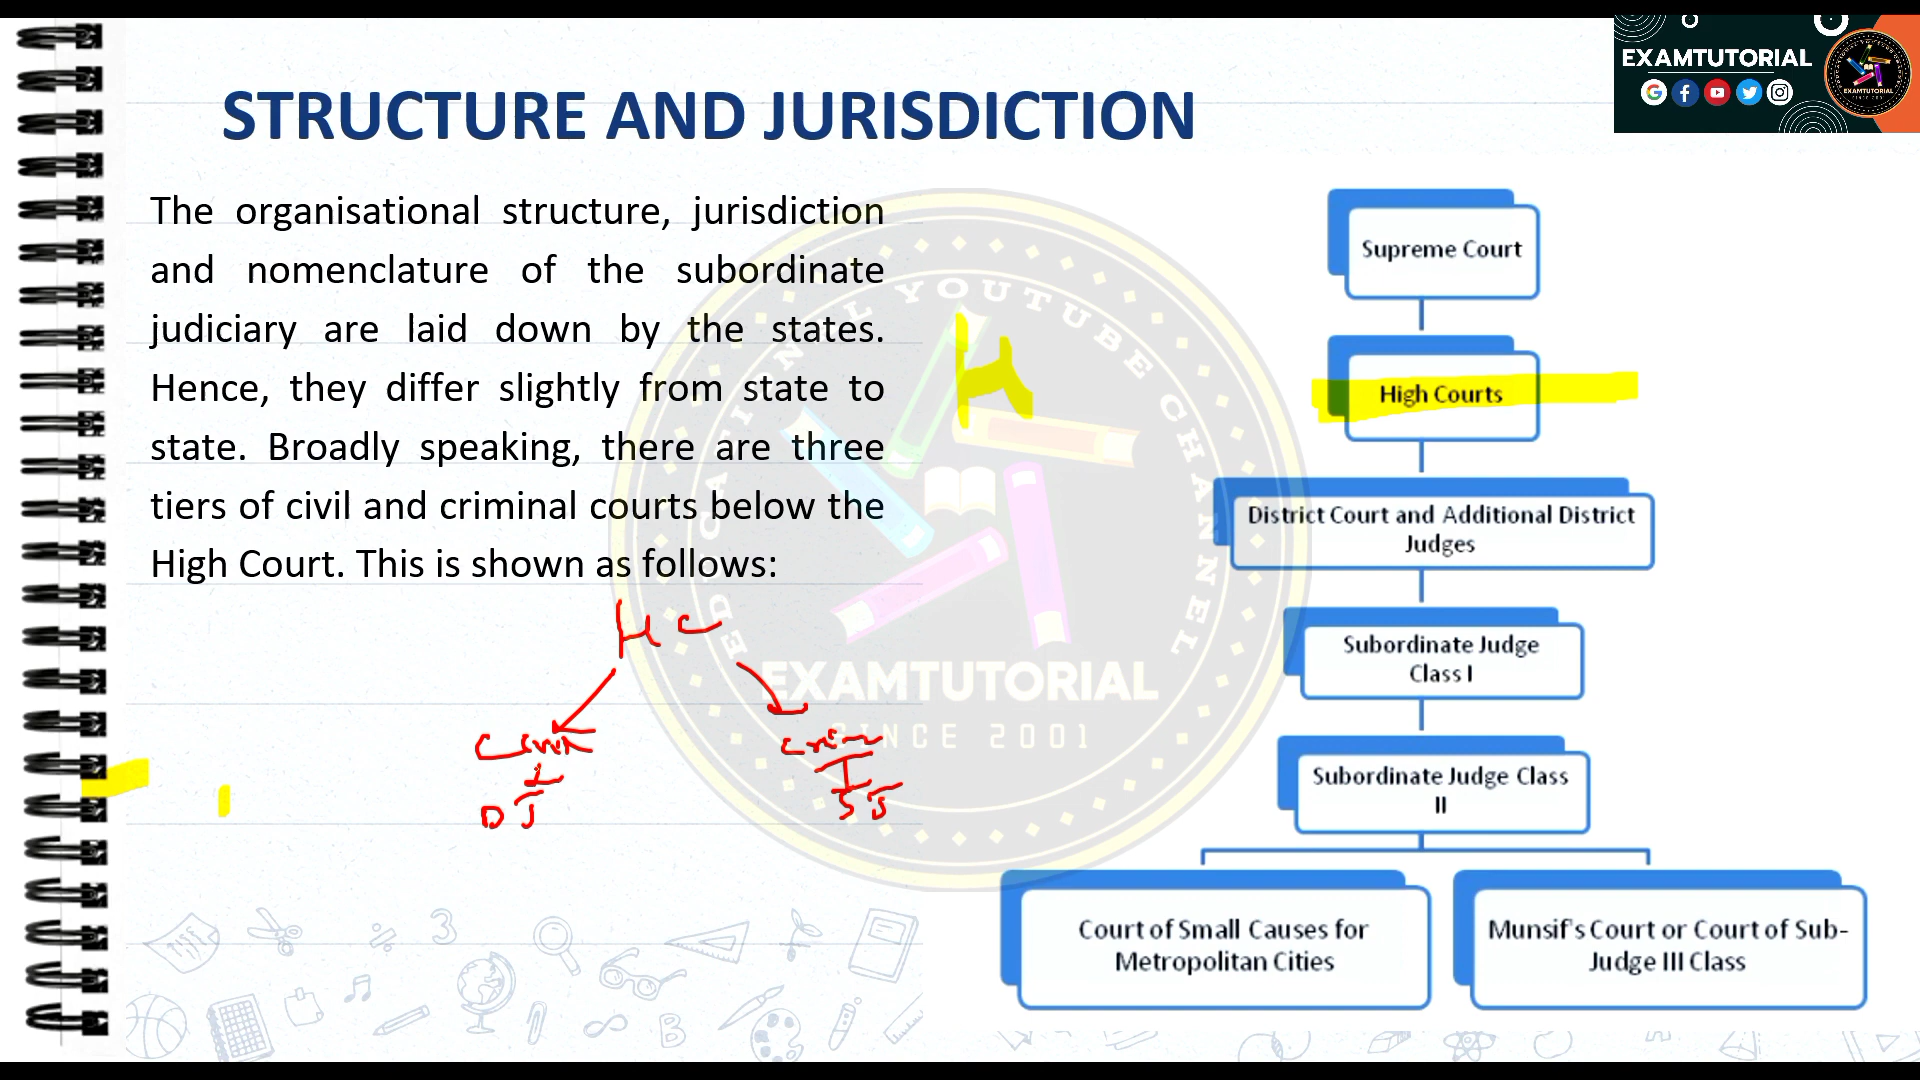 EXAMTUTORIAL
EXAMTUTORIAL
STRUCTURE AND JURISDICTION
The organisational structure, jurisdiction
and nomenclature of the subordinate
judiciary are laid down by the states.
Hence, they differ slightly from state to
state. Broadly speaking, there are three
tiers of civil and criminal courts below the
High Court. This is shown as follows:
H
HC
DJ
SJ
EDUCATIONAL YOUTUBE CHANNEL
EXAMTUTORIAL
SINCE 2001
Supreme Court
High Courts
District Court and Additional District
Judges
Subordinate Judge
Class I
Subordinate Judge Class
II
Court of Small Causes for
Metropolitan Cities
Munsif's Court or Court of Sub-
Judge III Class